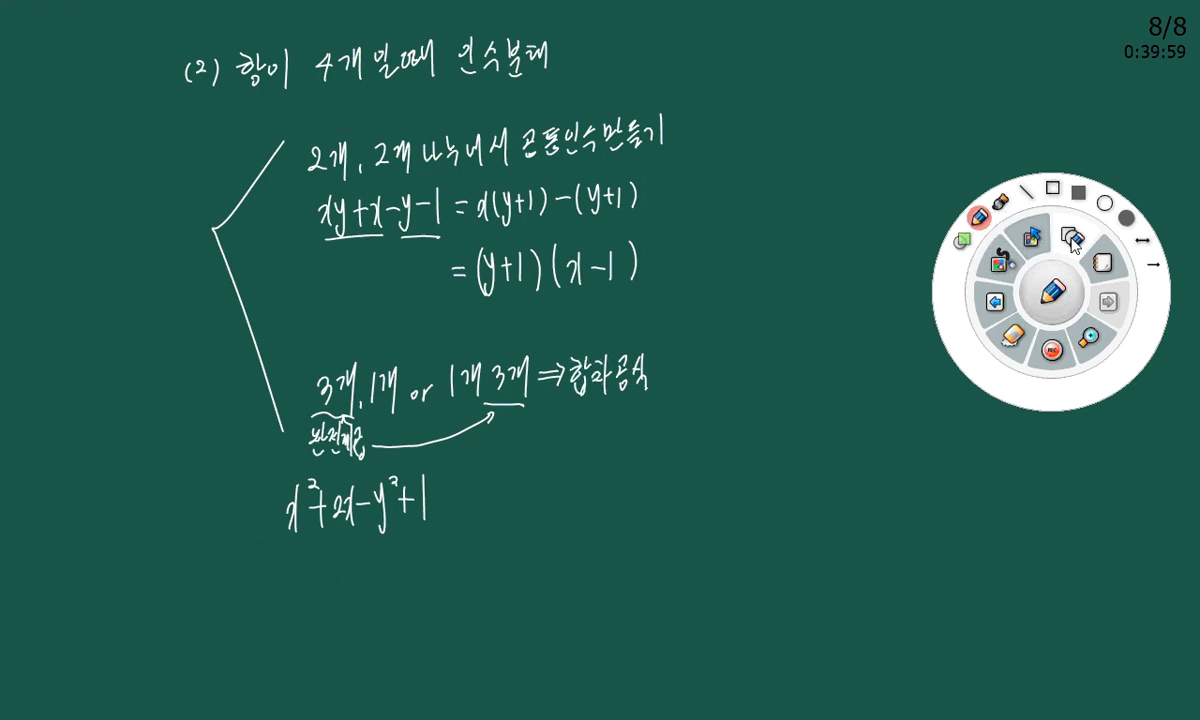 8/8
0:39:59
(2) 항이 4개일때 인수분해
2개, 2개 나누어서 공통인수만들기
xy+x-y-1 = x(y+1)-(y+1)
= (y+1)(x-1)
3개, 1개 or 1개 3개 ⇒ 합차공식
완전제곱
x²+2x-y²+1
REC